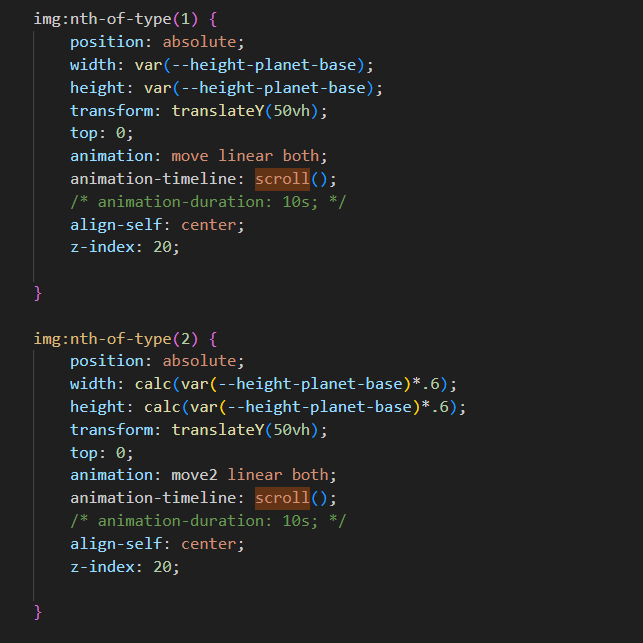 img:nth-of-type(1) {
position: absolute;
width: var(--height-planet-base);
height: var(--height-planet-base);
transform: translateY(50vh);
top: 0;
animation: move linear both;
animation-timeline: scroll();
/* animation-duration: 10s; */
align-self: center;
z-index: 20;
}
img:nth-of-type(2) {
position: absolute;
width: calc(var(--height-planet-base)*.6);
height: calc(var(--height-planet-base)*.6);
transform: translateY(50vh);
top: 0;
animation: move2 linear both;
animation-timeline: scroll();
/* animation-duration: 10s; */
align-self: center;
z-index: 20;
}